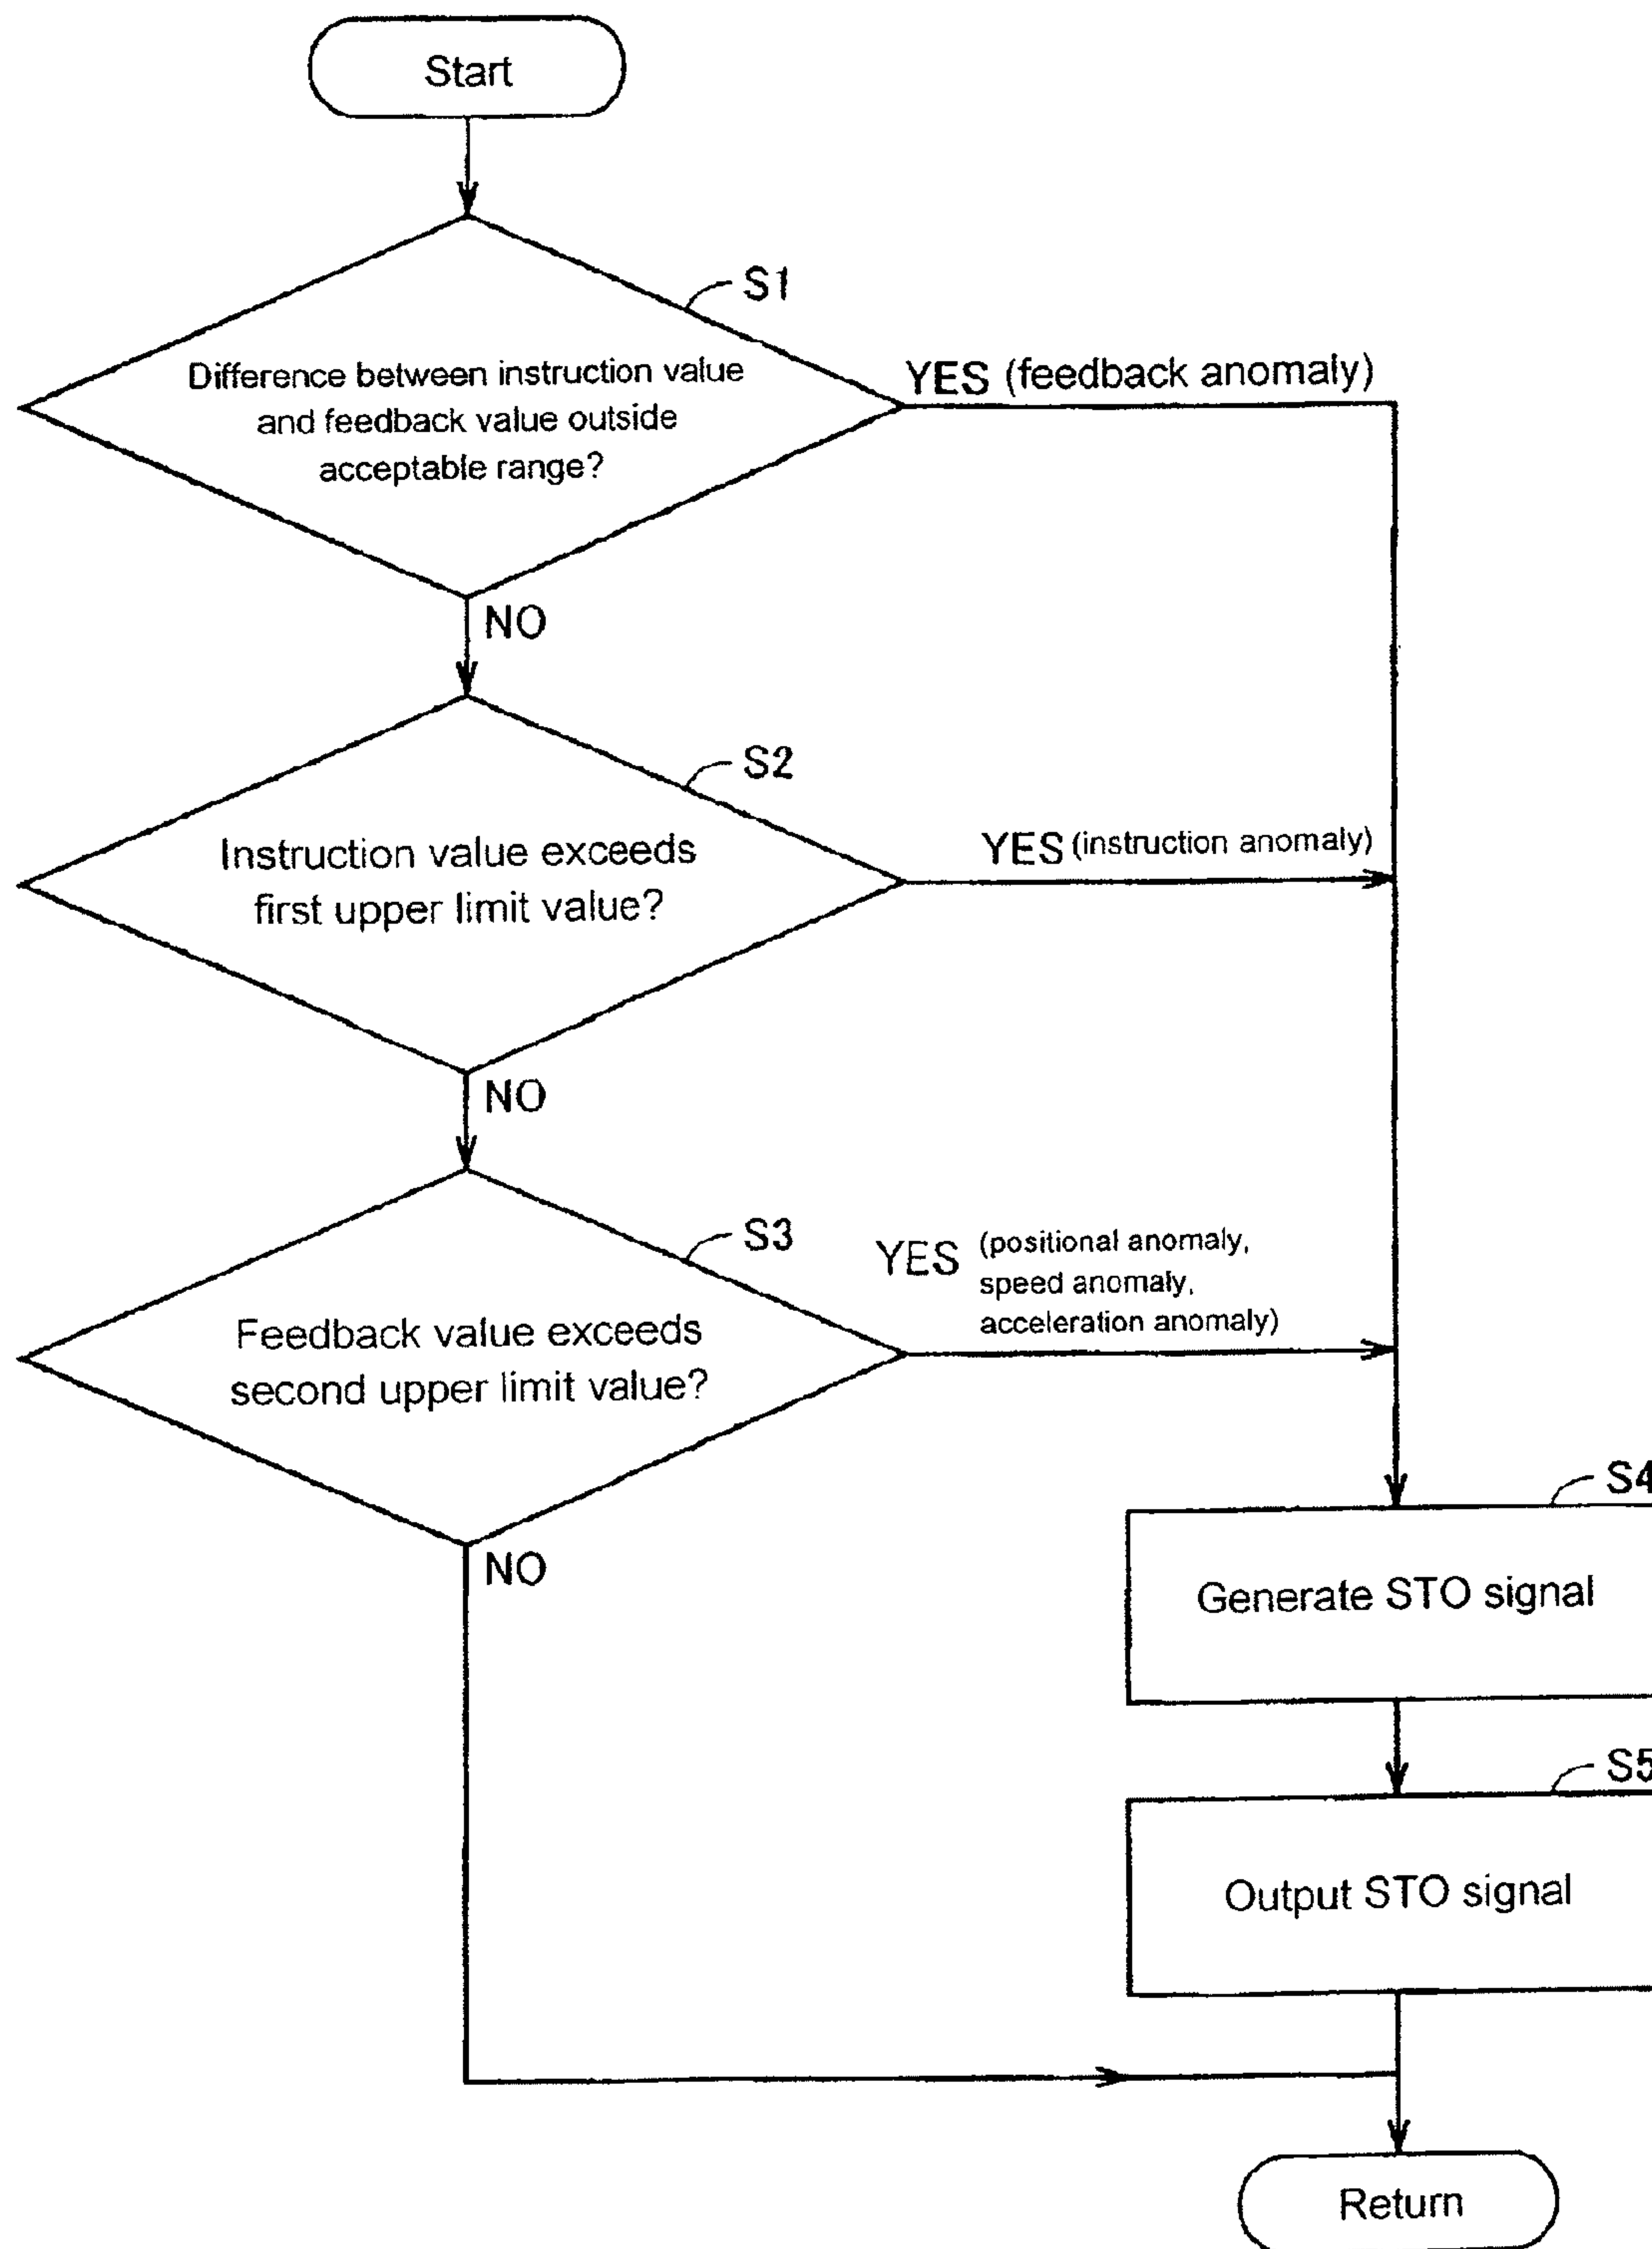 Start
S1
Difference between instruction value
and feedback value outside
acceptable range?
YES (feedback anomaly)
NO
S2
Instruction value exceeds
first upper limit value?
YES (instruction anomaly)
NO
S3
Feedback value exceeds
second upper limit value?
YES (positional anomaly,
speed anomaly,
acceleration anomaly)
NO
S4
Generate STO signal
S5
Output STO signal
Return